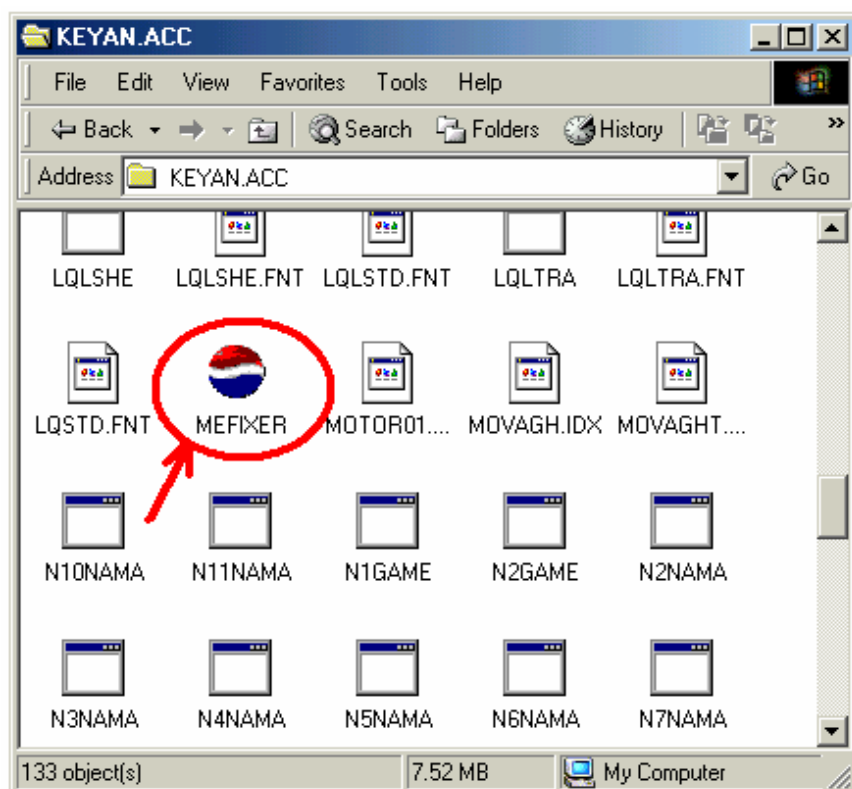 KEYAN.ACC
File Edit View Favorites Tools Help
Back Search Folders History »
Address KEYAN.ACC Go
LQLSHE LQLSHE.FNT LQLSTD.FNT LQLTRA LQLTRA.FNT
LQSTD.FNT MEFIXER MOTOR01.... MOVAGH.IDX MOVAGHT....
N10NAMA N11NAMA N1GAME N2GAME N2NAMA
N3NAMA N4NAMA N5NAMA N6NAMA N7NAMA
133 object(s) 7.52 MB My Computer